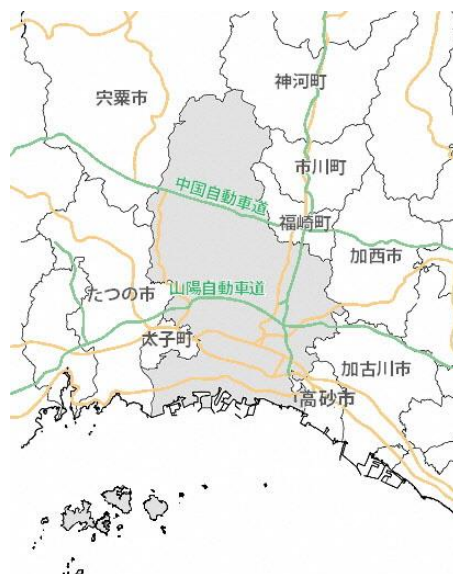 神河町
宍粟市
市川町
中国自動車道
福崎町
加西市
山陽自動車道
たつの市
太子町
加古川市
高砂市